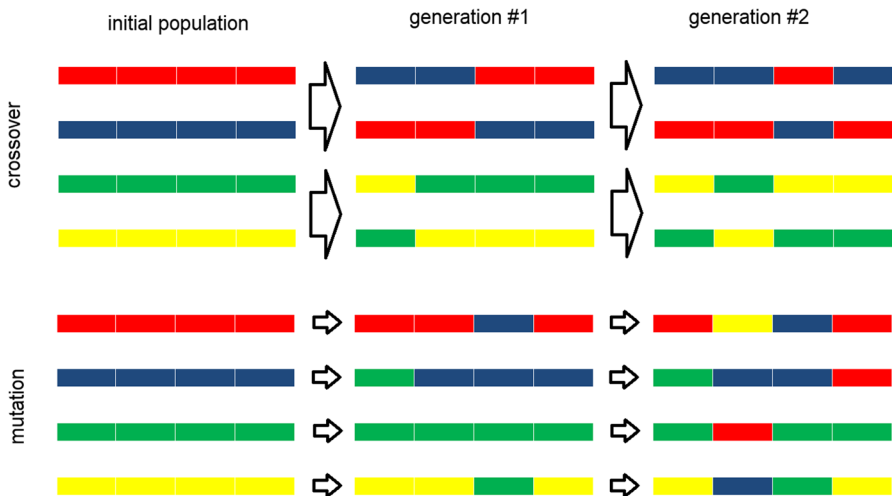 initial population
generation #1
generation #2
crossover
mutation